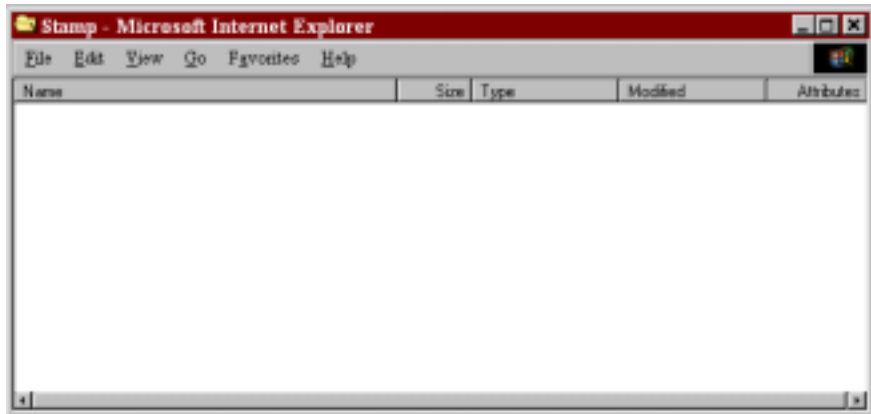 Stamp - Microsoft Internet Explorer
File Edit View Go Favorites Help
Name Size Type Modified Attributes